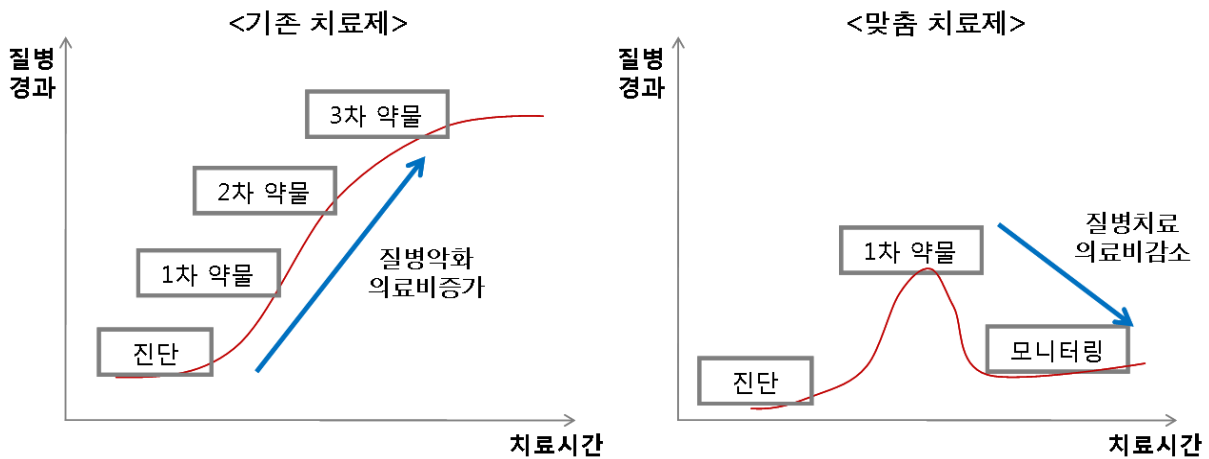 <기존 치료제>
질병
경과
3차 약물
2차 약물
1차 약물
진단
질병악화
의료비증가
치료시간
<맞춤 치료제>
질병
경과
질병치료
의료비감소
1차 약물
모니터링
진단
치료시간